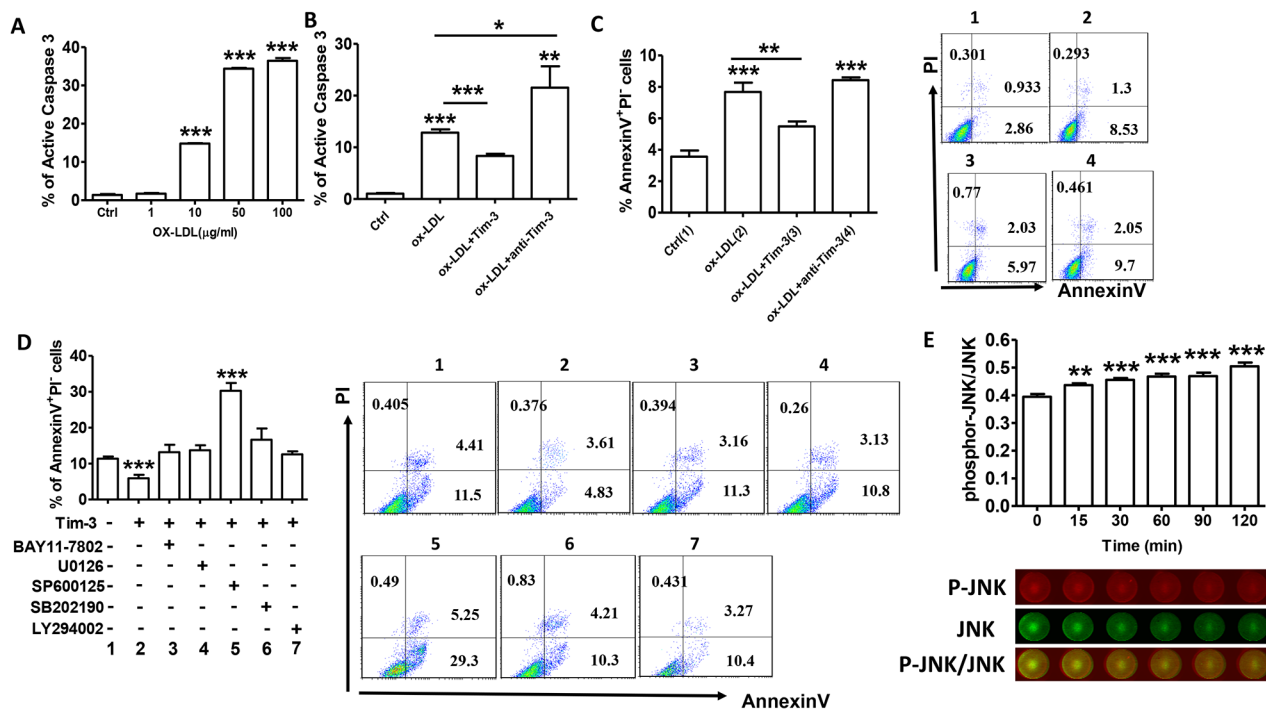 A
% of Active Caspase 3
50
40
30
20
10
0
***
***
***
Ctrl 1 10 50 100
OX-LDL(μg/ml)
B
% of Active Caspase 3
30
20
10
0
*
***
***
**
Ctrl
ox-LDL
ox-LDL+Tim-3
ox-LDL+anti-Tim-3
C
% AnnexinV+PI- cells
10
8
6
4
2
0
**
***
***
Ctrl(1)
ox-LDL(2)
ox-LDL+Tim-3(3)
ox-LDL+anti-Tim-3(4)
PI
1 2
0.301 0.293
0.933 1.3
2.86 8.53
3 4
0.77 0.461
2.03 2.05
5.97 9.7
AnnexinV
D
% of AnnexinV+PI- cells
40
30
20
10
0
***
***
Tim-3 - + + + + + +
BAY11-7802 - - + - - - -
U0126 - - - + - - -
SP600125 - - - - + - -
SB202190 - - - - - + -
LY294002 - - - - - - +
1 2 3 4 5 6 7
PI
1 2 3 4
0.405 0.376 0.394 0.26
4.41 3.61 3.16 3.13
11.5 4.83 11.3 10.8
5 6 7
0.49 0.83 0.431
5.25 4.21 3.27
29.3 10.3 10.4
AnnexinV
E
phosphor-JNK/JNK
0.6
0.5
0.4
0.3
0.2
0.1
0.0
** *** *** *** ***
0 15 30 60 90 120
Time (min)
P-JNK
JNK
P-JNK/JNK